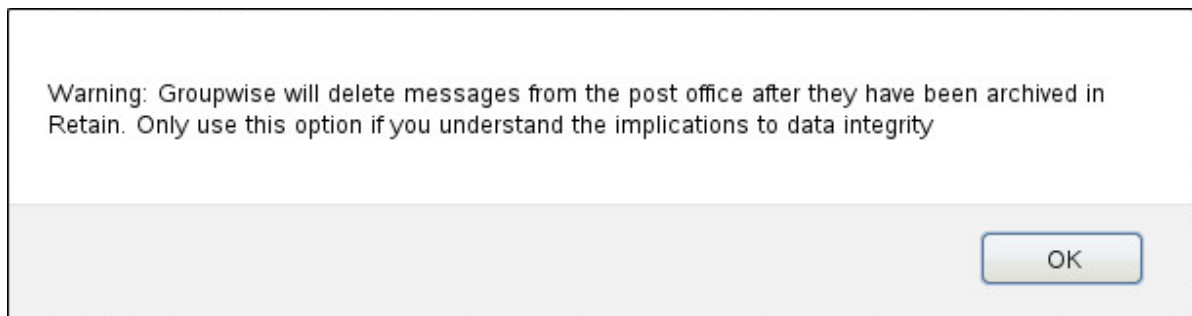 Warning: Groupwise will delete messages from the post office after they have been archived in
Retain. Only use this option if you understand the implications to data integrity
OK